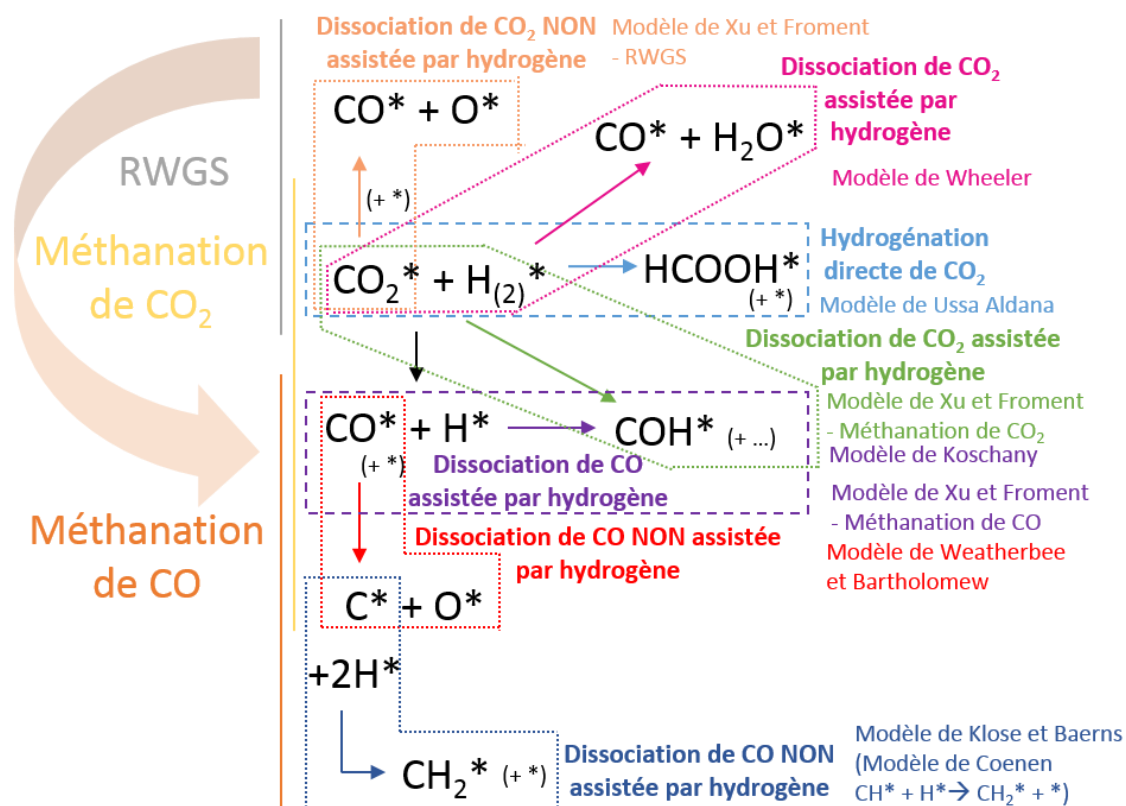 Dissociation de CO₂ NON
assistée par hydrogène
Modèle de Xu et Froment
- RWGS
CO* + O*
Dissociation de CO₂
assistée par
hydrogène
CO* + H₂O*
Modèle de Wheeler
RWGS
(+ *)
Méthanation
de CO₂
CO₂* + H₍₂₎*
HCOOH*
(+ *)
Hydrogénation
directe de CO₂
Modèle de Ussa Aldana
Dissociation de CO₂ assistée
par hydrogène
Modèle de Xu et Froment
- Méthanation de CO₂
CO* + H*
(+ *)
COH* (+ ...)
Modèle de Koschany
Dissociation de CO
assistée par hydrogène
Modèle de Xu et Froment
- Méthanation de CO
Méthanation
de CO
Dissociation de CO NON assistée
par hydrogène
Modèle de Weatherbee
et Bartholomew
C* + O*
+2H*
CH₂* (+ *)
Dissociation de CO NON
assistée par hydrogène
Modèle de Klose et Baerns
(Modèle de Coenen
CH* + H*→ CH₂* + *)